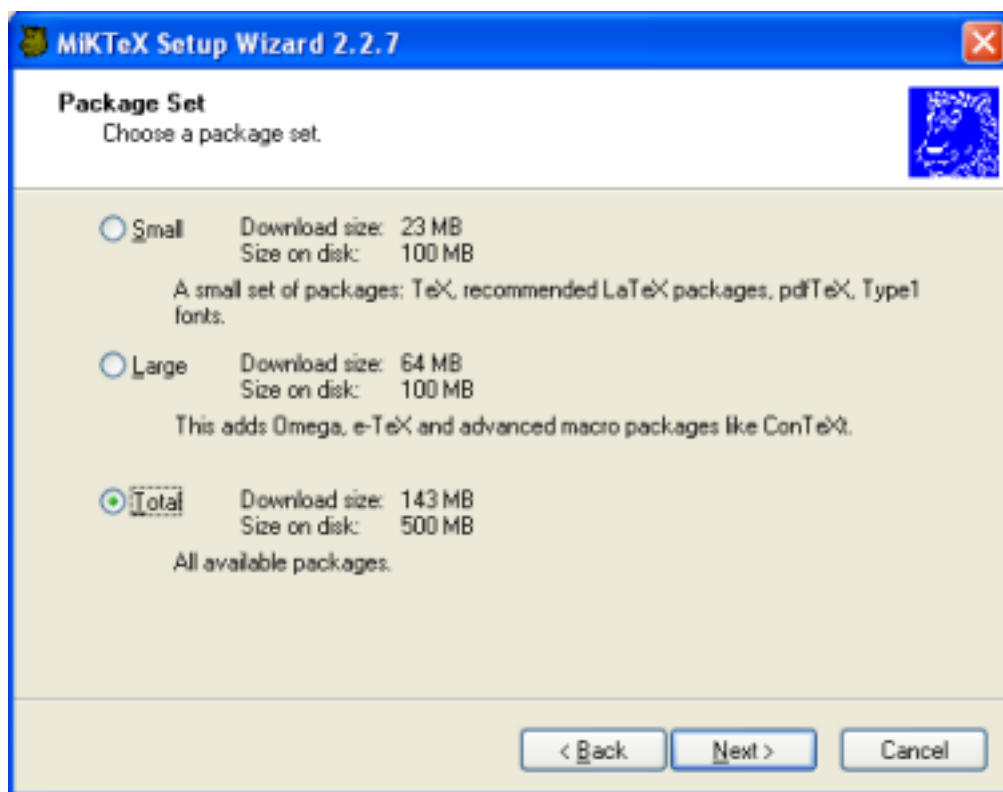 MiKTeX Setup Wizard 2.2.7
Package Set
Choose a package set.
Small Download size: 23 MB
Size on disk: 100 MB
A small set of packages: TeX, recommended LaTeX packages, pdfTeX, Type1
fonts.
Large Download size: 64 MB
Size on disk: 100 MB
This adds Omega, e-TeX and advanced macro packages like ConTeXt.
Total Download size: 143 MB
Size on disk: 500 MB
All available packages.
< Back Next > Cancel